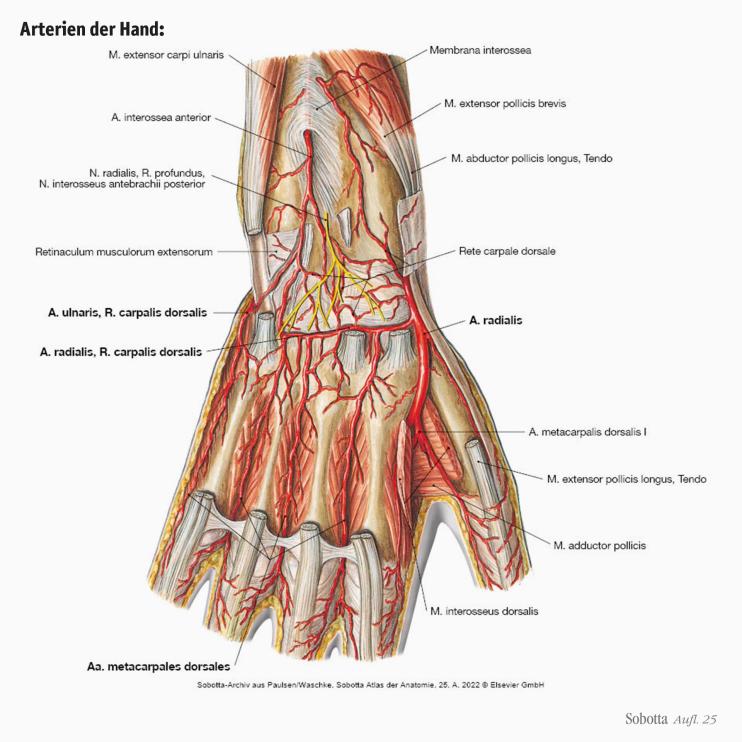 Arterien der Hand:
M. extensor carpi ulnaris
Membrana interossea
M. extensor pollicis brevis
A. interossea anterior
M. abductor pollicis longus, Tendo
N. radialis, R. profundus,
N. interosseus antebrachii posterior
Retinaculum musculorum extensorum
Rete carpale dorsale
A. ulnaris, R. carpalis dorsalis
A. radialis
A. radialis, R. carpalis dorsalis
A. metacarpalis dorsalis I
M. extensor pollicis longus, Tendo
M. adductor pollicis
M. interosseus dorsalis
Aa. metacarpales dorsales
Sobotta-Archiv aus Paulsen/Waschke, Sobotta Atlas der Anatomie, 25. A. 2022 © Elsevier GmbH
Sobotta Aufl. 25